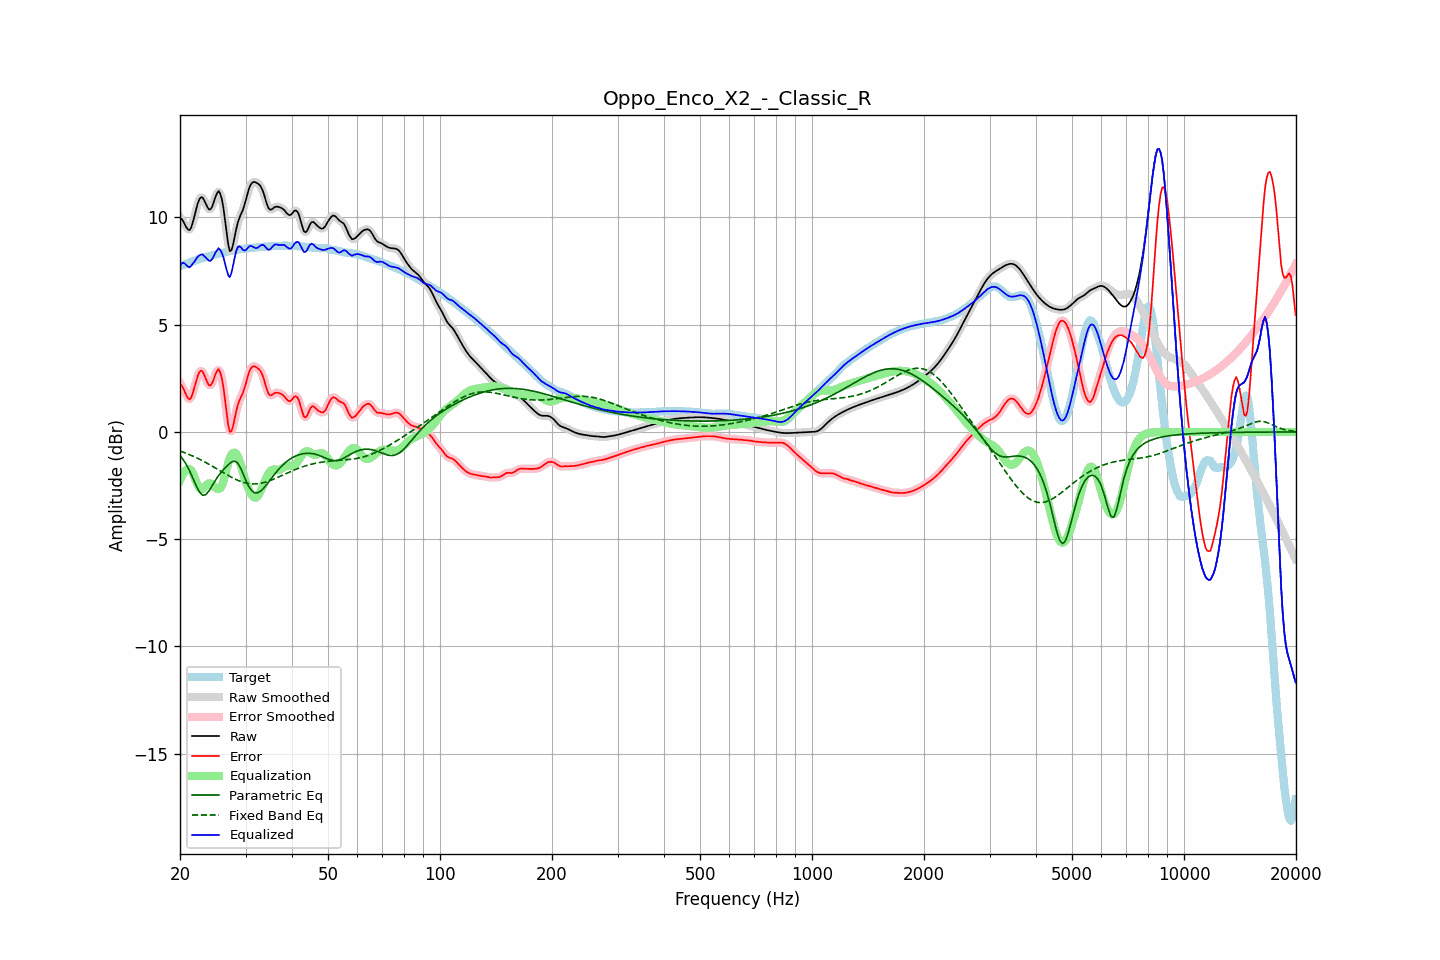 Oppo_Enco_X2_-_Classic_R
Amplitude (dBr)
10
5
0
−5
−10
−15
Target
Raw Smoothed
Error Smoothed
Raw
Error
Equalization
Parametric Eq
Fixed Band Eq
Equalized
20 50 100 200 500 1000 2000 5000 10000 20000
Frequency (Hz)